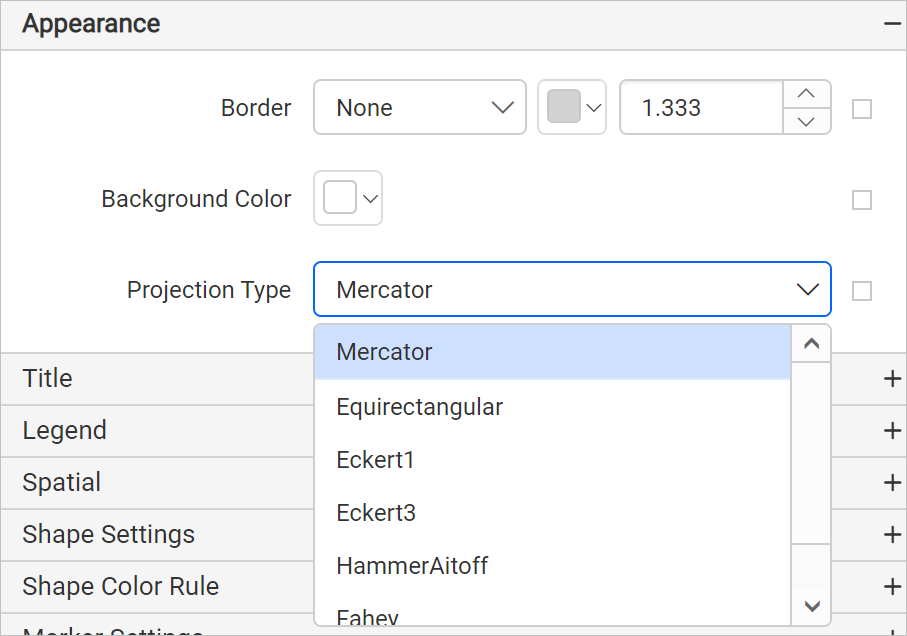 Appearance
Border None 1.333
Background Color
Projection Type Mercator
Mercator
Equirectangular
Eckert1
Eckert3
HammerAitoff
Fahey
Title
Legend
Spatial
Shape Settings
Shape Color Rule
Marker Settings